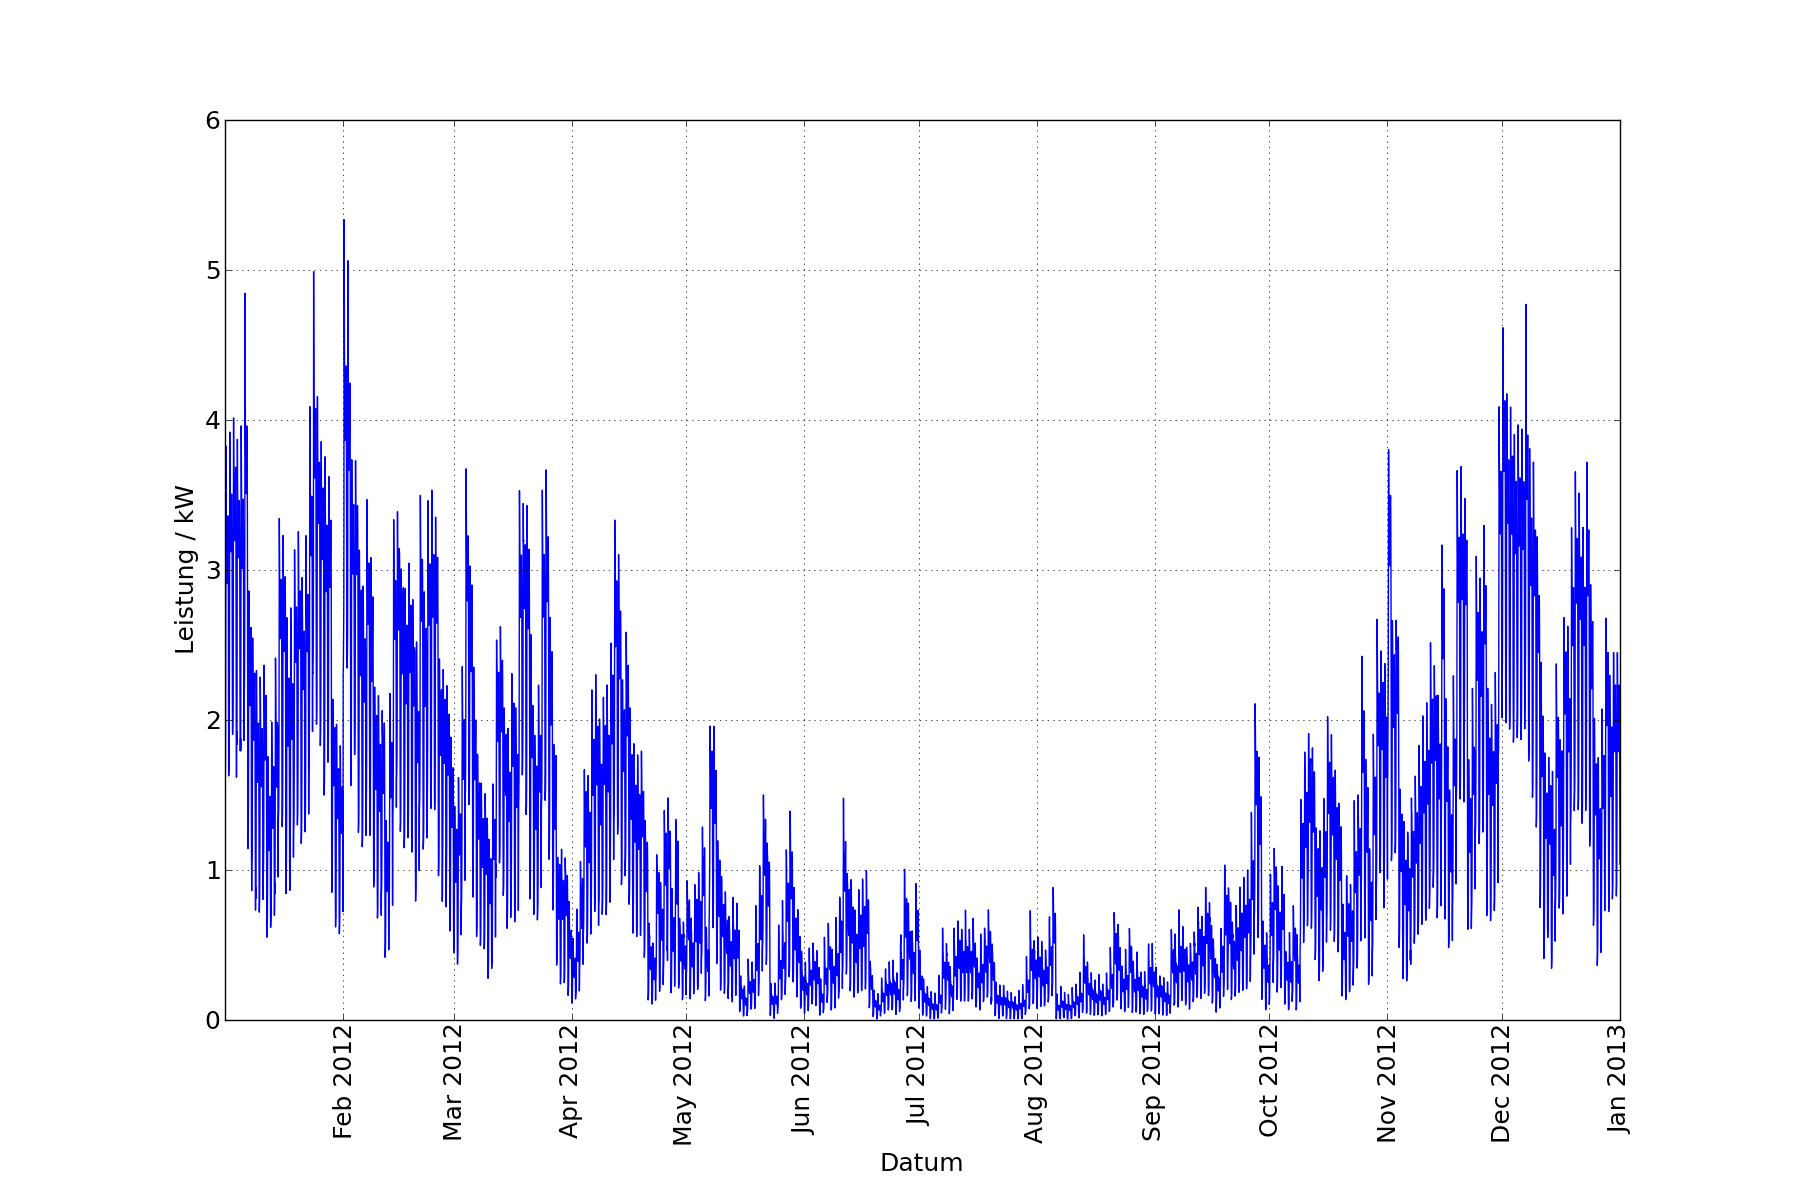 6
5
4
3
2
1
0
Leistung / kW
Feb 2012
Mar 2012
Apr 2012
May 2012
Jun 2012
Jul 2012
Aug 2012
Sep 2012
Oct 2012
Nov 2012
Dec 2012
Jan 2013
Datum